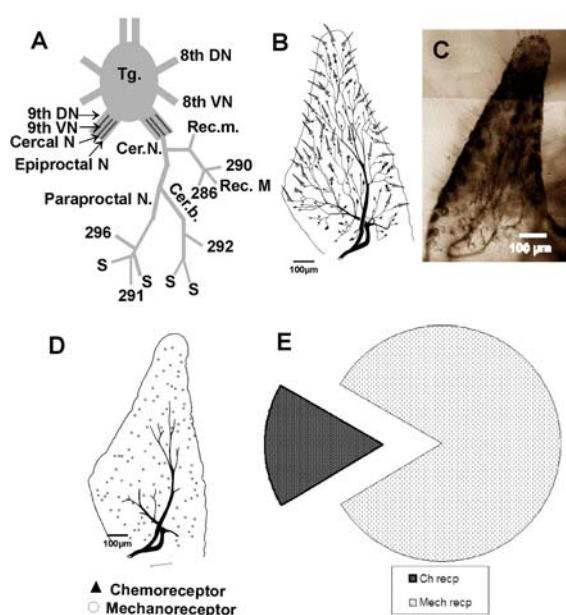 A
Tg.
8th DN
8th VN
9th DN
9th VN
Cercal N
Epiproctal N
Cer.N.
Rec.m.
290
Rec. M
286
Paraproctal N.
Cer.b.
296
292
S
S
S
S
291
B
100µm
C
100 µm
D
100µm
▲ Chemoreceptor
○ Mechanoreceptor
E
Ch recp
Mech recp